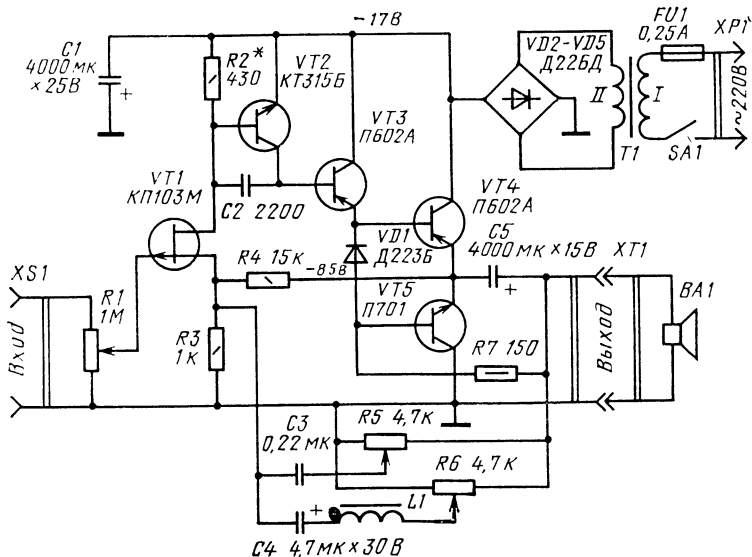 -17В
C1
4000 мк
× 25В
+
R2*
430
VT2
КТ315Б
VT3
П602А
VD2-VD5
Д226Д
II
I
T1
FU1
0,25А
XP1
~220В
SA1
VT1
КП103М
C2 2200
VT4
П602А
VD1
Д223Б
C5
4000 мк × 15В
+
XT1
R4 15к
-8,5в
VT5
П701
XS1
Вход
R1
1М
R3
1к
R7 150
Выход
BA1
C3
0,22 мк
R5 4,7к
R6 4,7к
+
L1
C4 4,7мк × 30В